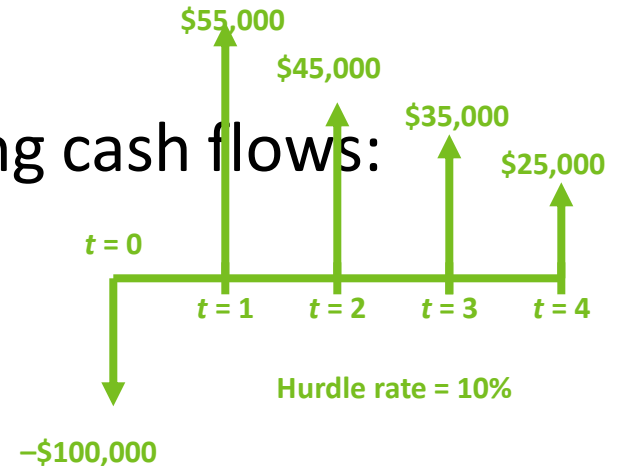 $55,000
$45,000
ng cash flows:
$35,000
$25,000
t = 0
t = 1
t = 2
t = 3
t = 4
Hurdle rate = 10%
–$100,000